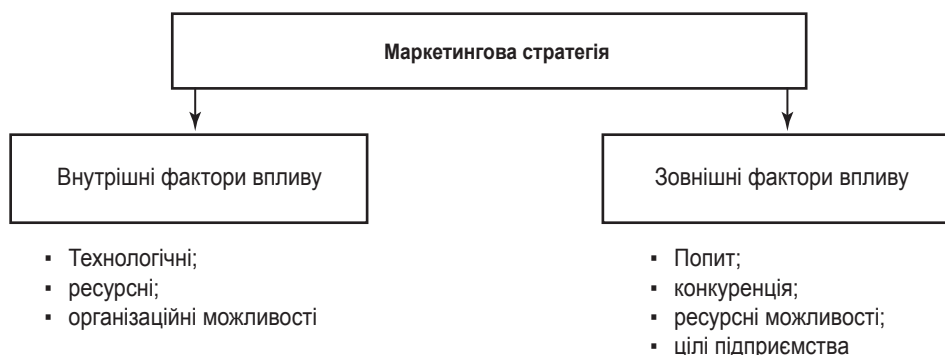 Маркетингова стратегія
Внутрішні фактори впливу
▪ Технологічні;
▪ ресурсні;
▪ організаційні можливості
Зовнішні фактори впливу
▪ Попит;
▪ конкуренція;
▪ ресурсні можливості;
▪ цілі підприємства